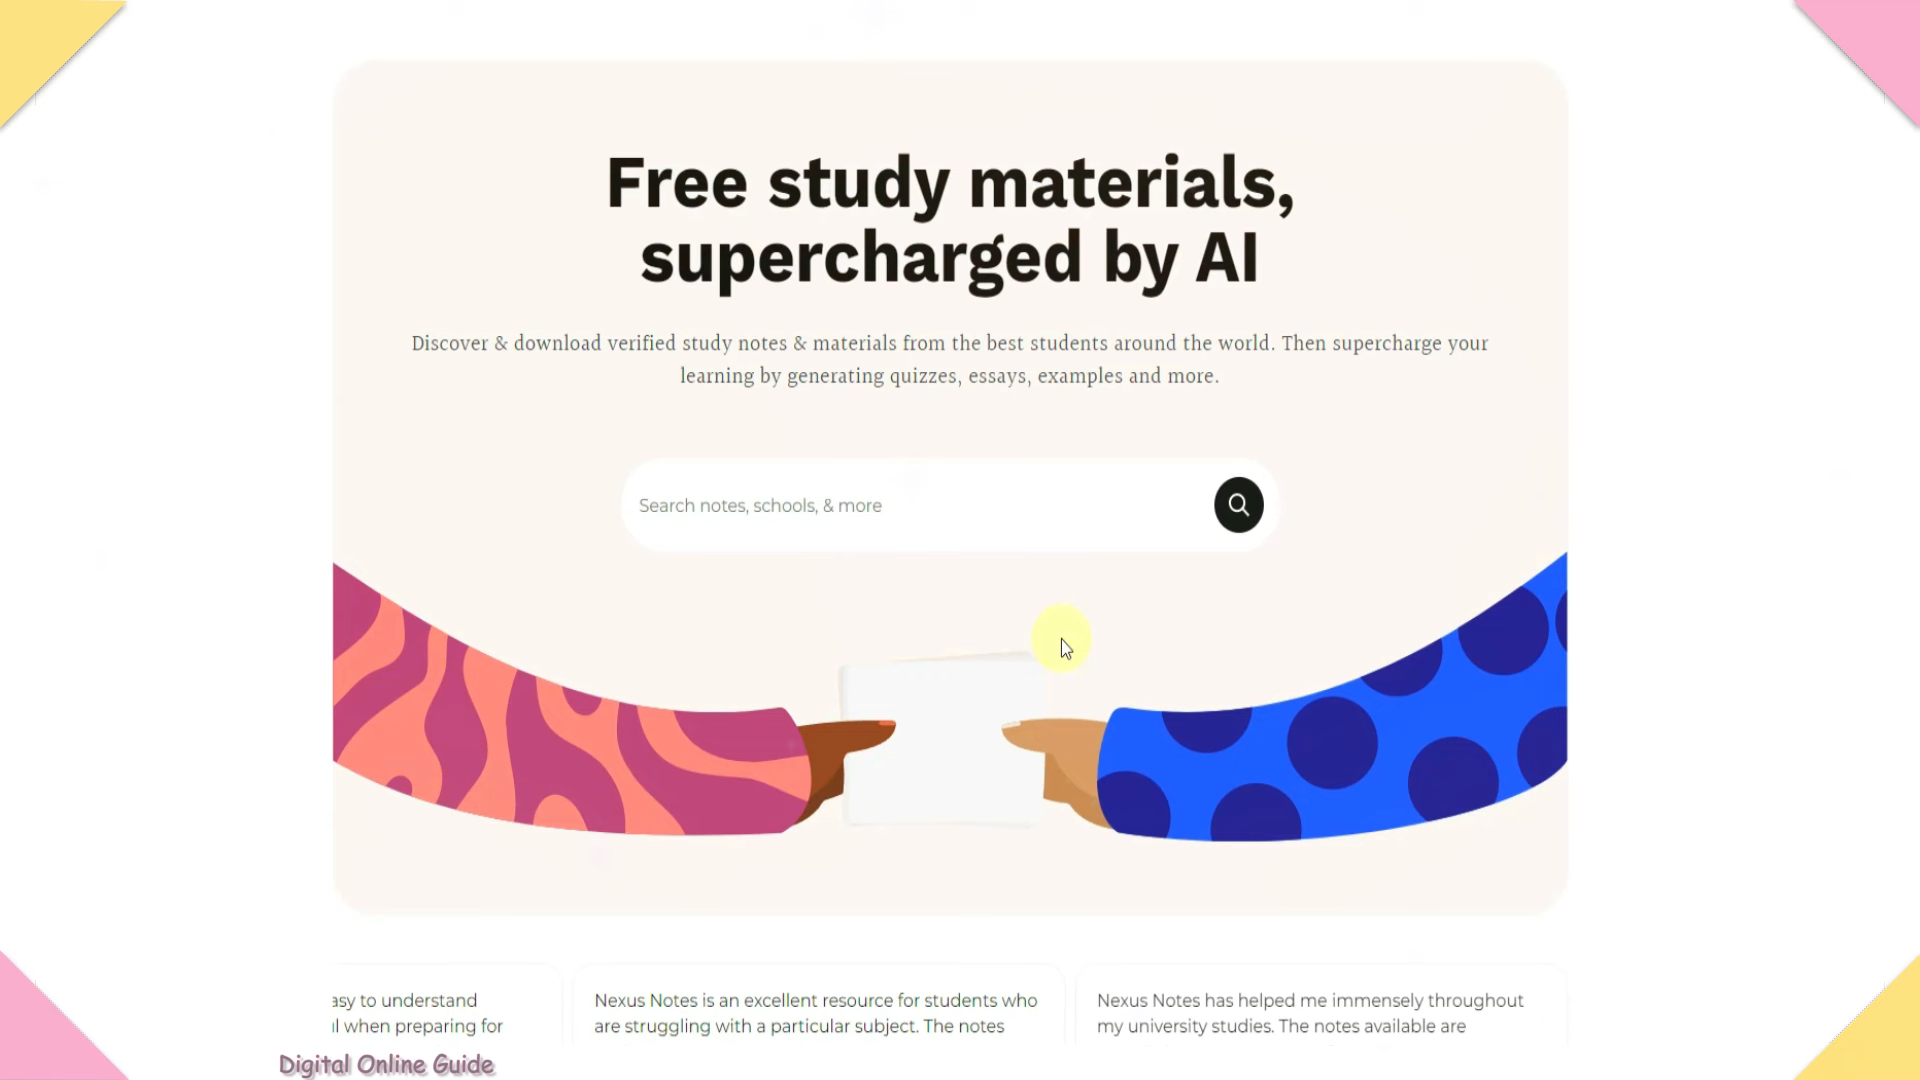 Free study materials,
supercharged by AI
Discover & download verified study notes & materials from the best students around the world. Then supercharge your
learning by generating quizzes, essays, examples and more.
Search notes, schools, & more
asy to understand
when preparing for
Nexus Notes is an excellent resource for students who
are struggling with a particular subject. The notes
Nexus Notes has helped me immensely throughout
my university studies. The notes available are
Digital Online Guide